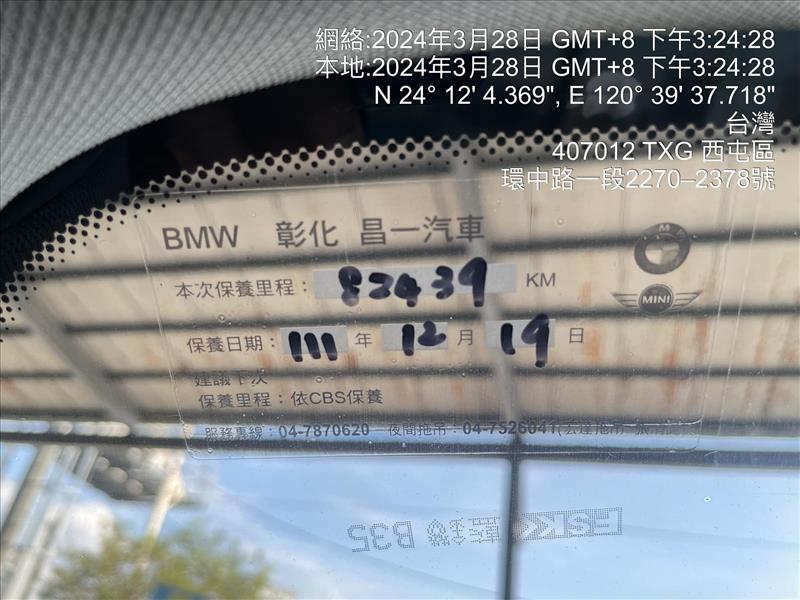 網絡:2024年3月28日 GMT+8 下午3:24:28
本地:2024年3月28日 GMT+8 下午3:24:28
N 24° 12' 4.369", E 120° 39' 37.718"
台灣
407012 TXG 西屯區
環中路一段2270–2378號
BMW 彰化 昌一汽車
BMW
本次保養里程：82439 KM
MINI
保養日期：111 年 12 月 19 日
建議下次
保養里程：依CBS保養
服務專線：04-7870620 夜間拖吊：04-7526041
B35